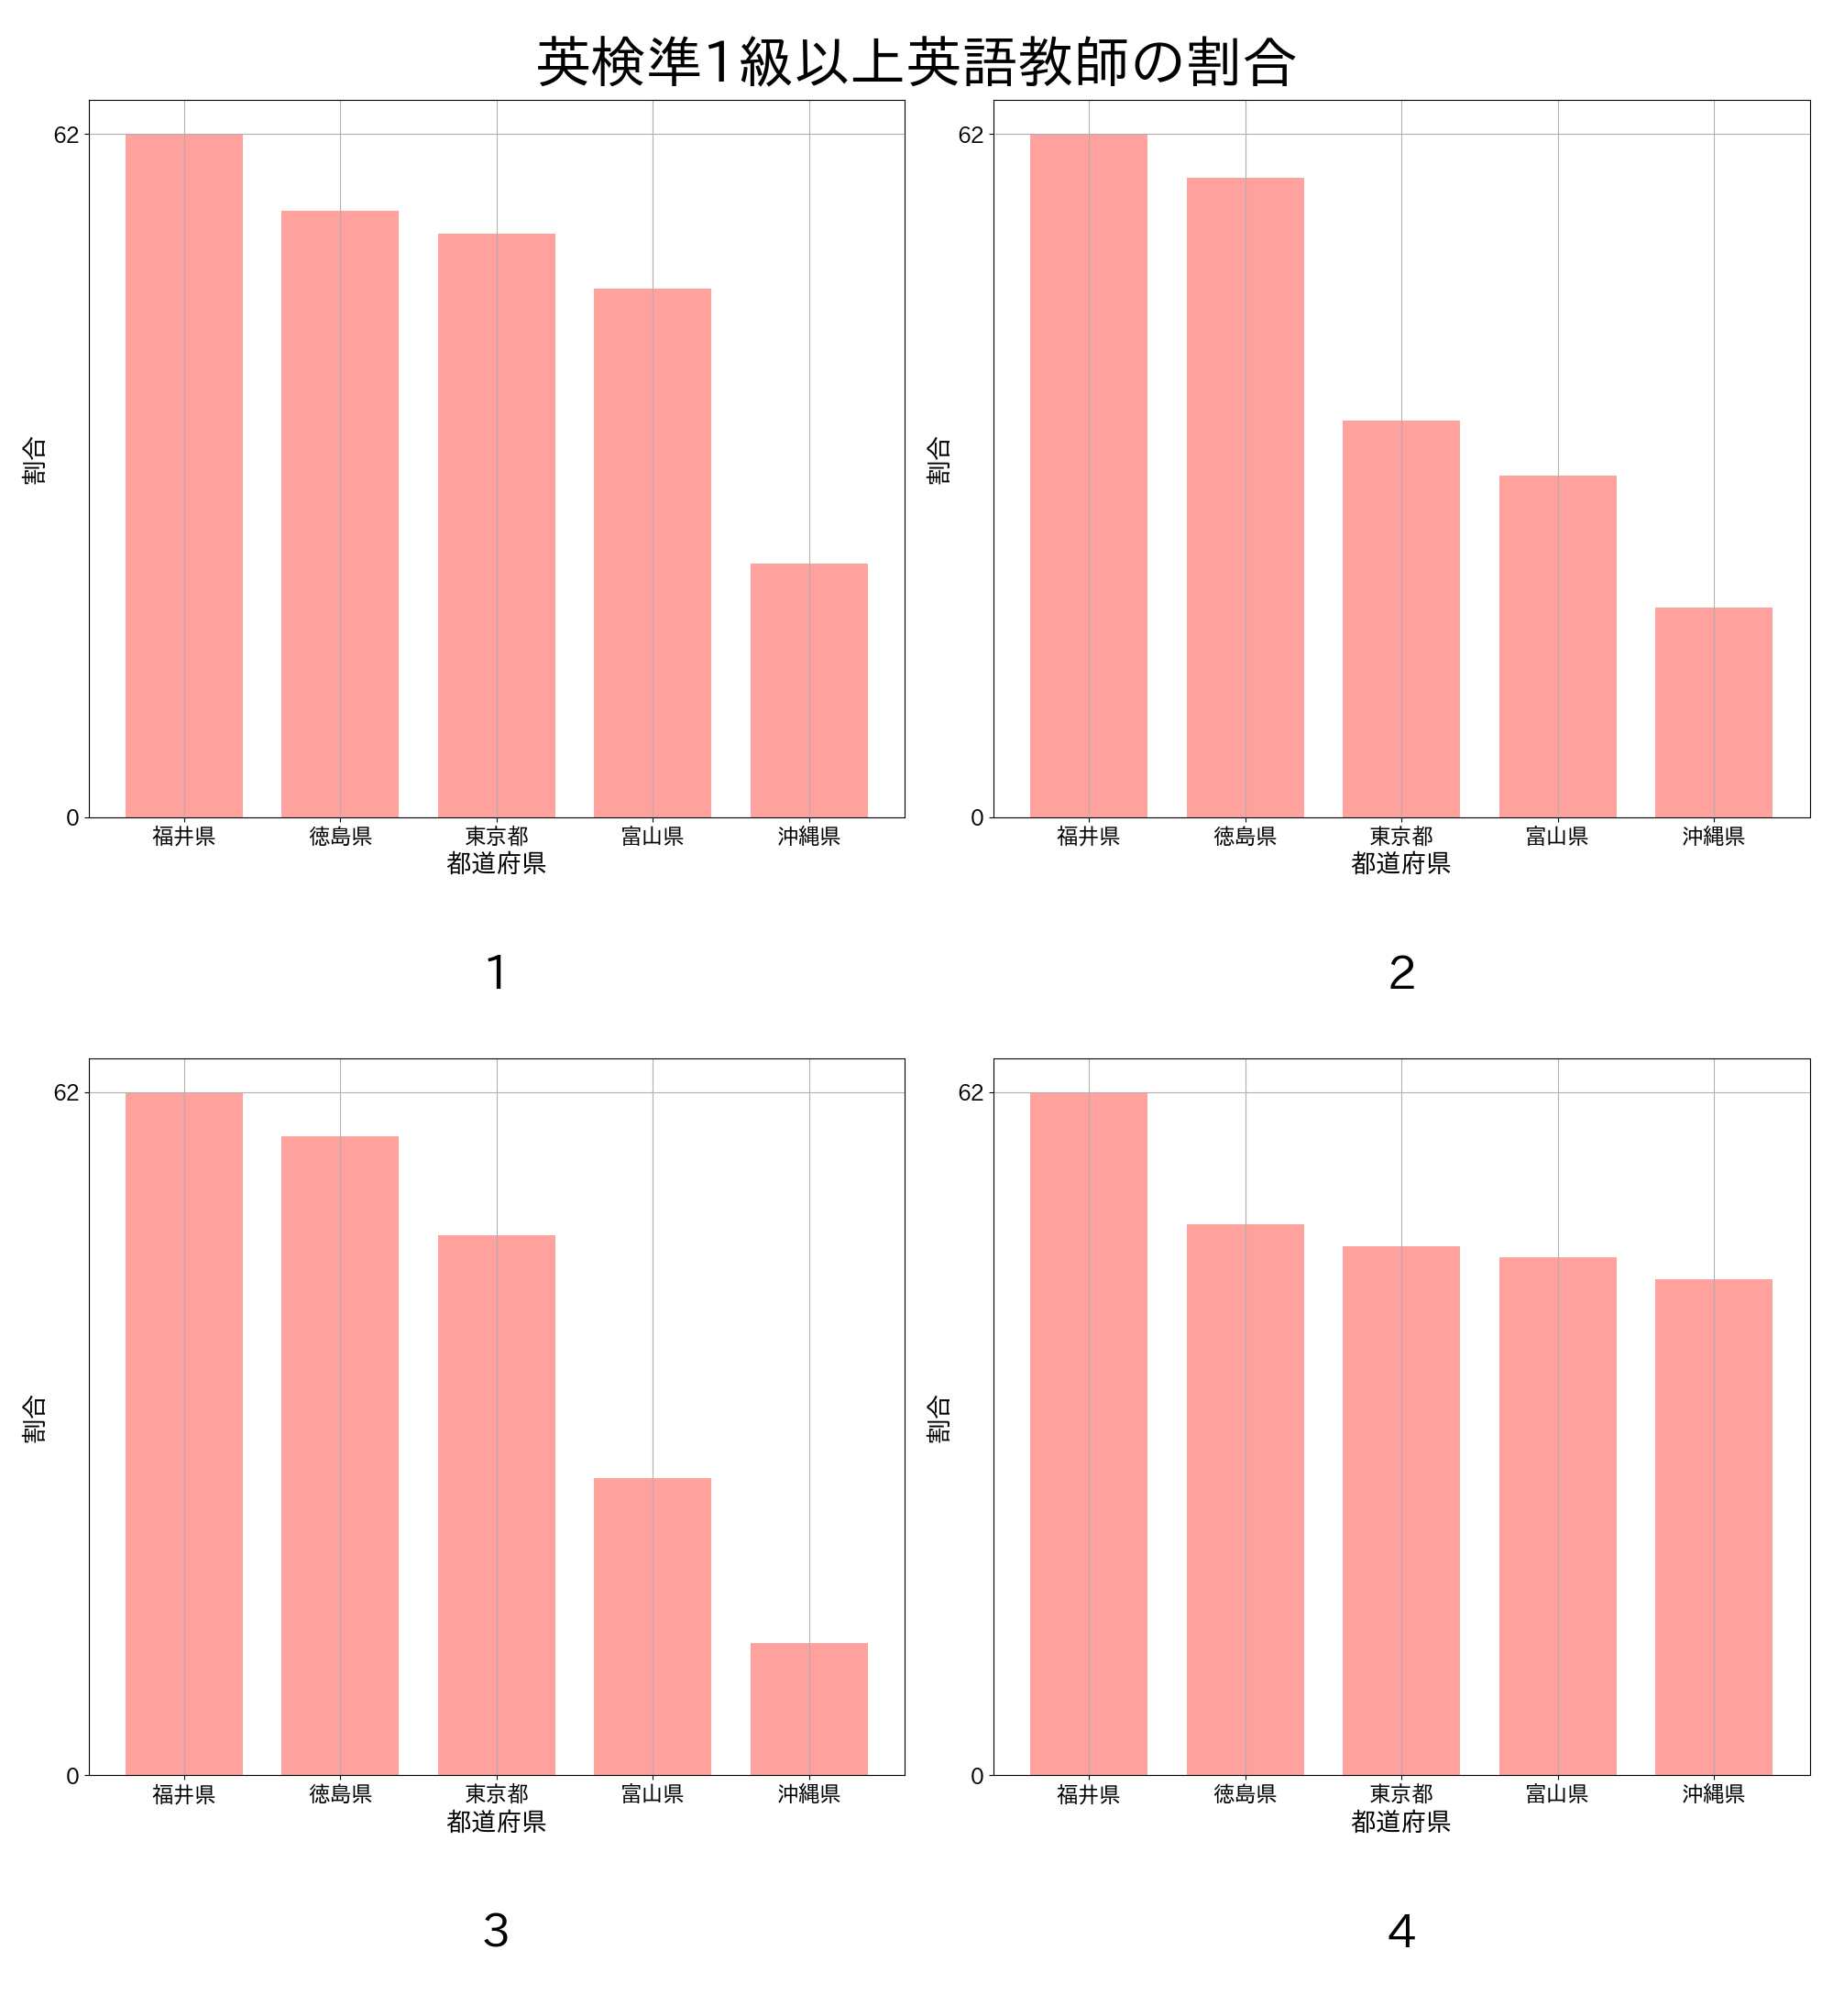 英検準1級以上英語教師の割合
62
0
割合
福井県 徳島県 東京都 富山県 沖縄県
都道府県
1
62
0
割合
福井県 徳島県 東京都 富山県 沖縄県
都道府県
2
62
0
割合
福井県 徳島県 東京都 富山県 沖縄県
都道府県
3
62
0
割合
福井県 徳島県 東京都 富山県 沖縄県
都道府県
4